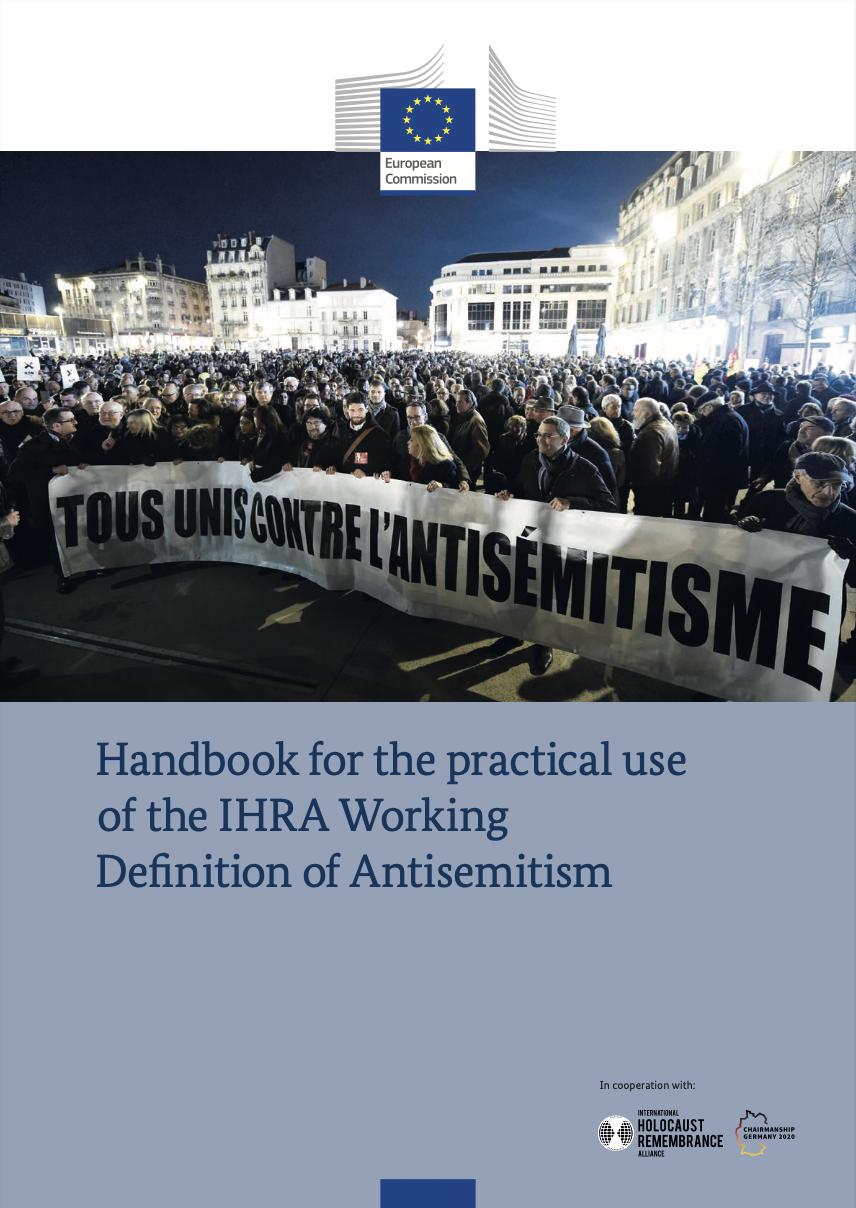 European
Commission
TOUS UNIS CONTRE L'ANTISÉMITISME
Handbook for the practical use
of the IHRA Working
Definition of Antisemitism
In cooperation with:
INTERNATIONAL
HOLOCAUST
REMEMBRANCE
ALLIANCE
CHAIRMANSHIP
GERMANY 2020